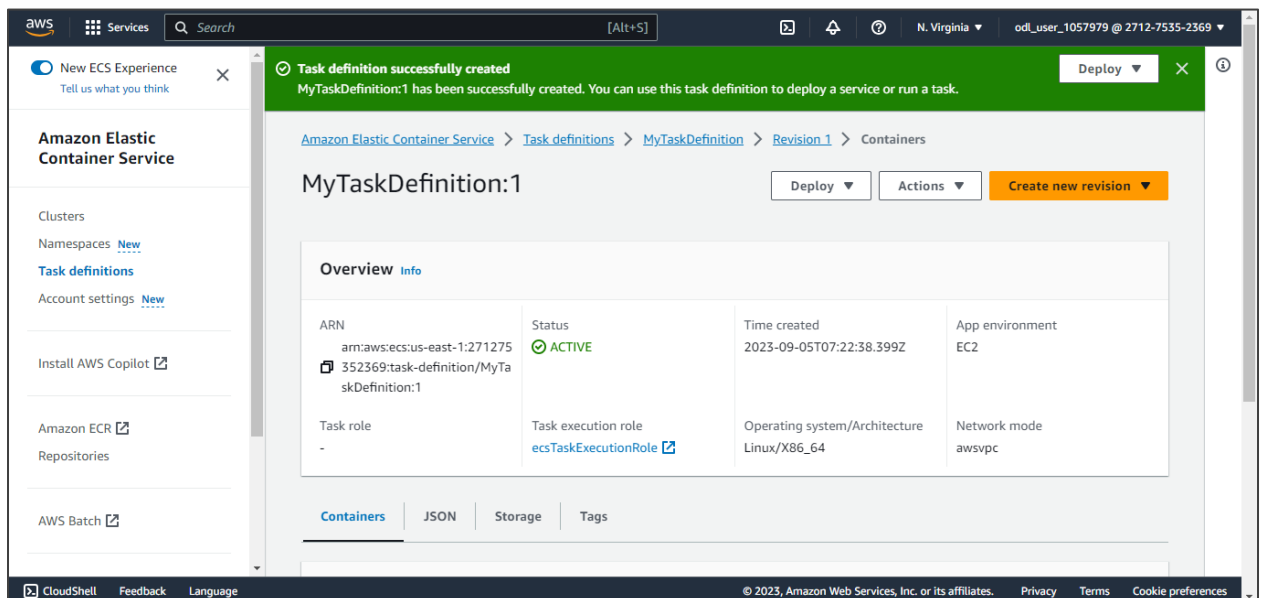 aws
Services
Search
[Alt+S]
N. Virginia
odl_user_1057979 @ 2712-7535-2369
New ECS Experience
Tell us what you think
Amazon Elastic
Container Service
Clusters
Namespaces New
Task definitions
Account settings New
Install AWS Copilot
Amazon ECR
Repositories
AWS Batch
Task definition successfully created
MyTaskDefinition:1 has been successfully created. You can use this task definition to deploy a service or run a task.
Deploy
Amazon Elastic Container Service > Task definitions > MyTaskDefinition > Revision 1 > Containers
MyTaskDefinition:1
Deploy
Actions
Create new revision
Overview Info
ARN
arn:aws:ecs:us-east-1:271275
352369:task-definition/MyTa
skDefinition:1
Status
ACTIVE
Time created
2023-09-05T07:22:38.399Z
App environment
EC2
Task role
-
Task execution role
ecsTaskExecutionRole
Operating system/Architecture
Linux/X86_64
Network mode
awsvpc
Containers
JSON
Storage
Tags
CloudShell
Feedback
Language
© 2023, Amazon Web Services, Inc. or its affiliates.
Privacy
Terms
Cookie preferences